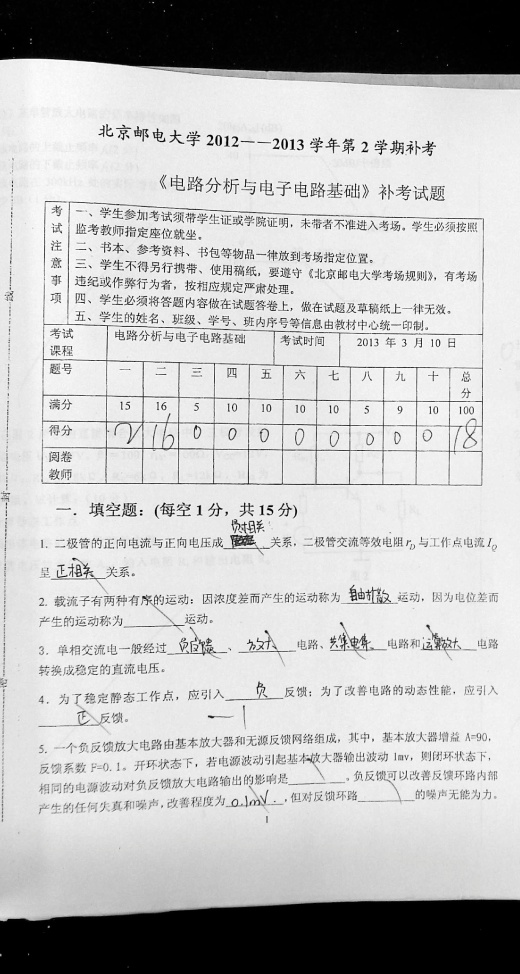 北京邮电大学 2012——2013 学年第 2 学期补考
《电路分析与电子电路基础》补考试题
考试注意事项
一、学生参加考试须带学生证或学院证明，未带者不准进入考场。学生必须按照
监考教师指定座位就坐。
二、书本、参考资料、书包等物品一律放到考场指定位置。
三、学生不得另行携带、使用稿纸，要遵守《北京邮电大学考场规则》，有考场
违纪或作弊行为者，按相应规定严肃处理。
四、学生必须将答题内容做在试题答卷上，做在试题及草稿纸上一律无效。
五、学生的姓名、班级、学号、班内序号等信息由教材中心统一印制。
考试课程 电路分析与电子电路基础 考试时间 2013 年 3 月 10 日
题号 一 二 三 四 五 六 七 八 九 十 总分
满分 15 16 5 10 10 10 10 5 9 10 100
得分 2 16 0 0 0 0 0 0 0 0 18
阅卷教师
一. 填空题：(每空 1 分，共 15 分)
负相关
1. 二极管的正向电流与正向电压成 关系，二极管交流等效电阻 rD 与工作点电流 IQ
呈 正相关 关系。
2. 载流子有两种有序的运动：因浓度差而产生的运动称为 自由扩散 运动，因为电位差而
产生的运动称为 运动。
3. 单相交流电一般经过 负反馈 、 放大 电路、 共集电集 电路和 运算放大 电路
转换成稳定的直流电压。
4. 为了稳定静态工作点，应引入 负 反馈；为了改善电路的动态性能，应引入
正 反馈。 —1
5. 一个负反馈放大电路由基本放大器和无源反馈网络组成，其中，基本放大器增益 A=90，
反馈系数 F=0.1。开环状态下，若电源波动引起基本放大器输出波动 1mv，则闭环状态下，
相同的电源波动对负反馈放大电路输出的影响是 。负反馈可以改善反馈环路内部
产生的任何失真和噪声，改善程度为 0.1mV. ，但对反馈环路 的噪声无能为力。
1